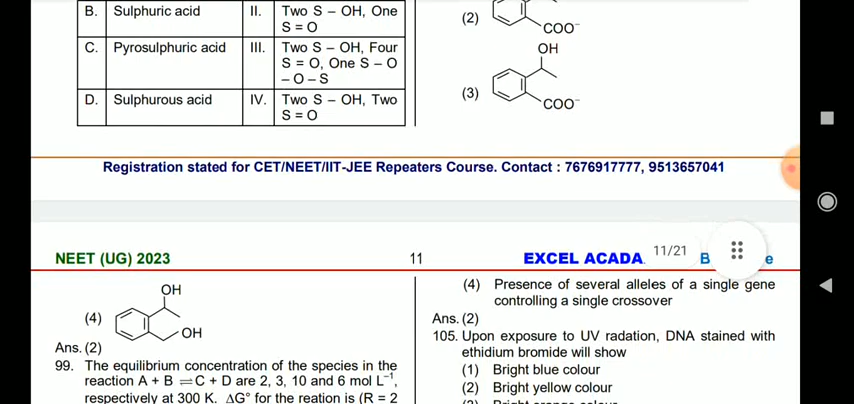 B. Sulphuric acid II. Two S – OH, One
S = O
C. Pyrosulphuric acid III. Two S – OH, Four
S = O, One S – O
– O – S
D. Sulphurous acid IV. Two S – OH, Two
S = O
(2)
COO⁻
OH
(3)
COO⁻
Registration stated for CET/NEET/IIT-JEE Repeaters Course. Contact : 7676917777, 9513657041
NEET (UG) 2023 11 EXCEL ACADA
11/21
B
e
OH
(4)
OH
Ans. (2)
99. The equilibrium concentration of the species in the
reaction A + B ⇌ C + D are 2, 3, 10 and 6 mol L⁻¹,
respectively at 300 K. ΔG° for the reation is (R = 2
(4) Presence of several alleles of a single gene
controlling a single crossover
Ans. (2)
105. Upon exposure to UV radation, DNA stained with
ethidium bromide will show
(1) Bright blue colour
(2) Bright yellow colour